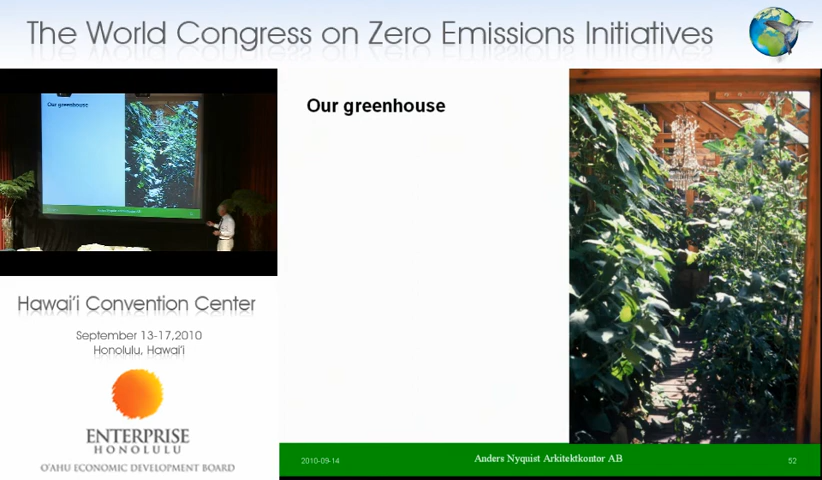 The World Congress on Zero Emissions Initiatives
Our greenhouse
Our greenhouse
Hawai'i Convention Center
September 13-17,2010
Honolulu, Hawai'i
ENTERPRISE
HONOLULU
O'AHU ECONOMIC DEVELOPMENT BOARD
2010-09-14
Anders Nyquist Arkitektkontor AB
52